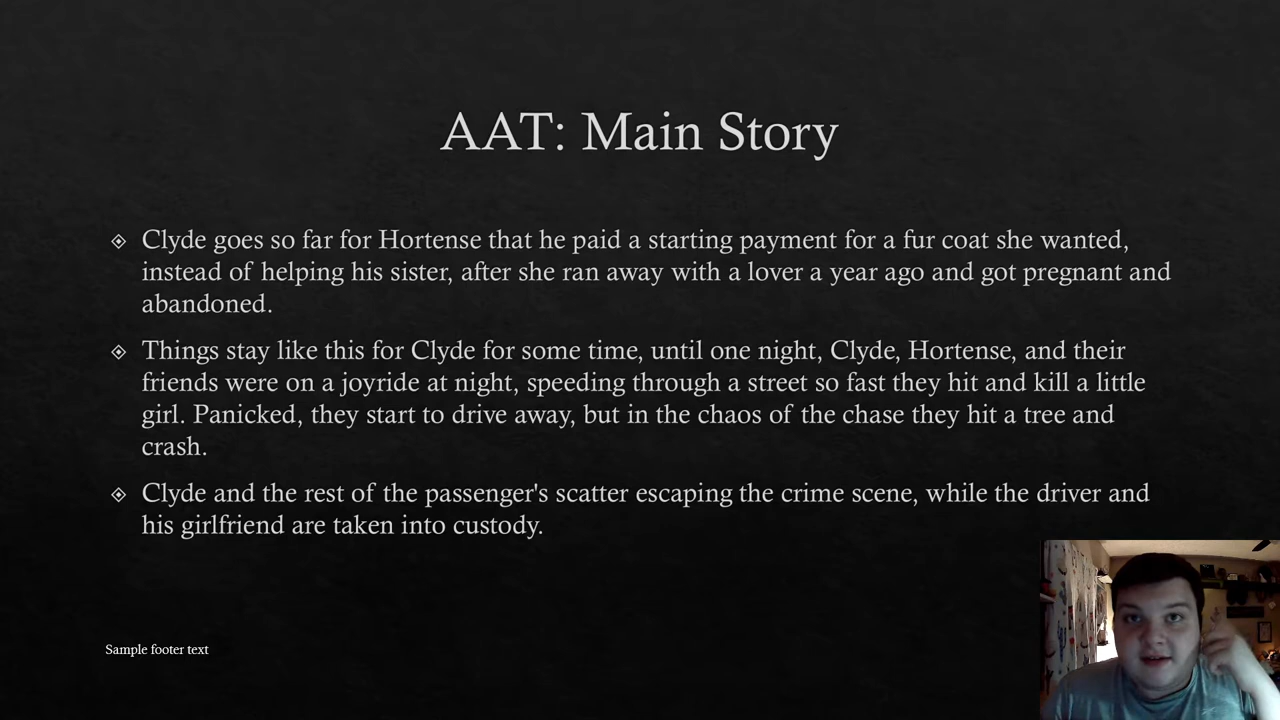 AAT: Main Story
Clyde goes so far for Hortense that he paid a starting payment for a fur coat she wanted,
instead of helping his sister, after she ran away with a lover a year ago and got pregnant and
abandoned.
Things stay like this for Clyde for some time, until one night, Clyde, Hortense, and their
friends were on a joyride at night, speeding through a street so fast they hit and kill a little
girl. Panicked, they start to drive away, but in the chaos of the chase they hit a tree and
crash.
Clyde and the rest of the passenger's scatter escaping the crime scene, while the driver and
his girlfriend are taken into custody.
Sample footer text